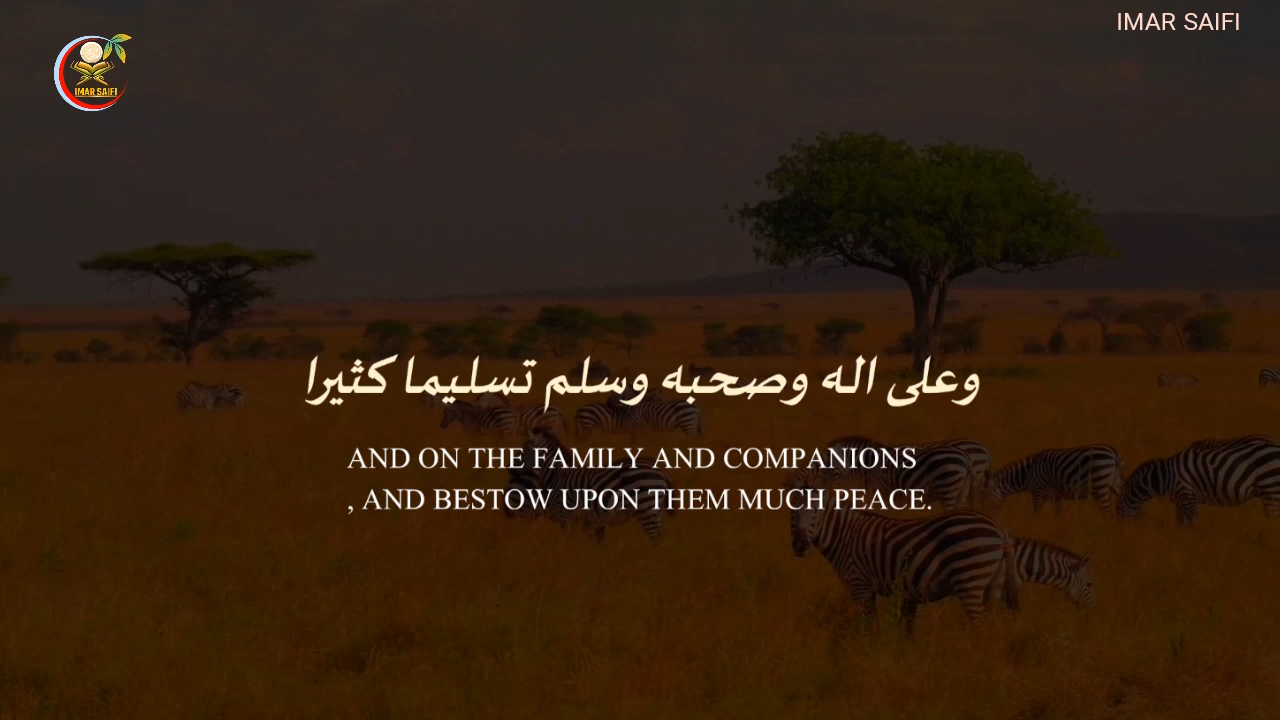 IMAR SAIFI
IMAR SAIFI
وعلى اله وصحبه وسلم تسليما كثيرا
AND ON THE FAMILY AND COMPANIONS
, AND BESTOW UPON THEM MUCH PEACE.